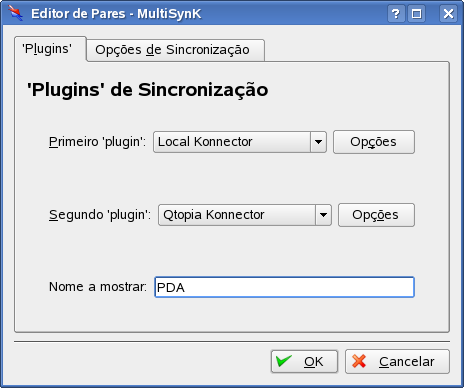 Editor de Pares - MultiSynK
'Plugins' Opções de Sincronização
'Plugins' de Sincronização
Primeiro 'plugin': Local Konnector Opções
Segundo 'plugin': Qtopia Konnector Opções
Nome a mostrar: PDA
OK Cancelar